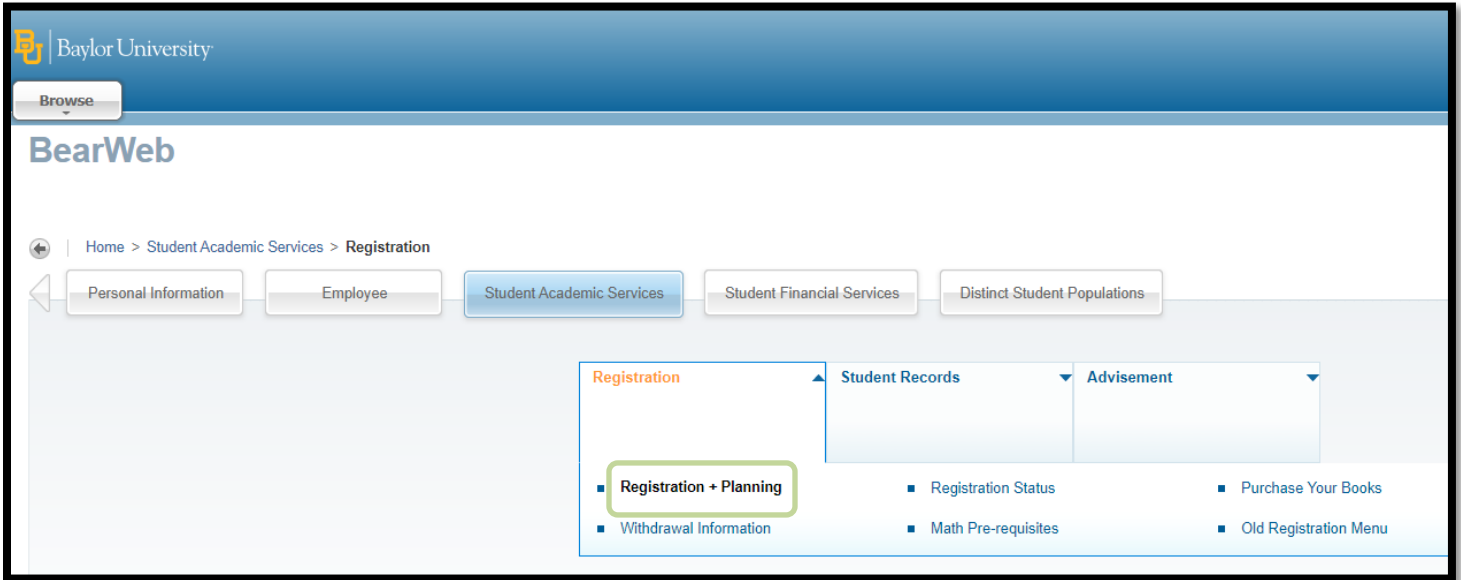 BU Baylor University
Browse
BearWeb
Home > Student Academic Services > Registration
Personal Information Employee Student Academic Services Student Financial Services Distinct Student Populations
Registration Student Records Advisement
Registration + Planning Registration Status Purchase Your Books
Withdrawal Information Math Pre-requisites Old Registration Menu